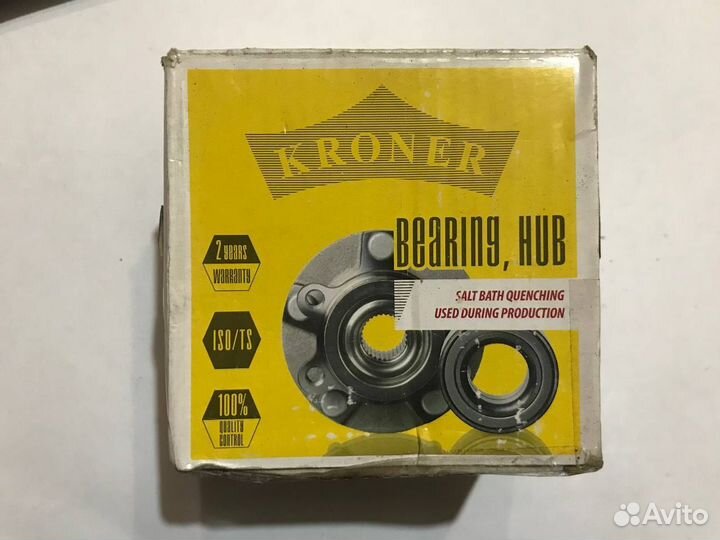 KRONER
BEARING, HUB
SALT BATH QUENCHING
USED DURING PRODUCTION
2 YEARS
WARRANTY
ISO/TS
100%
QUALITY
CONTROL
Avito